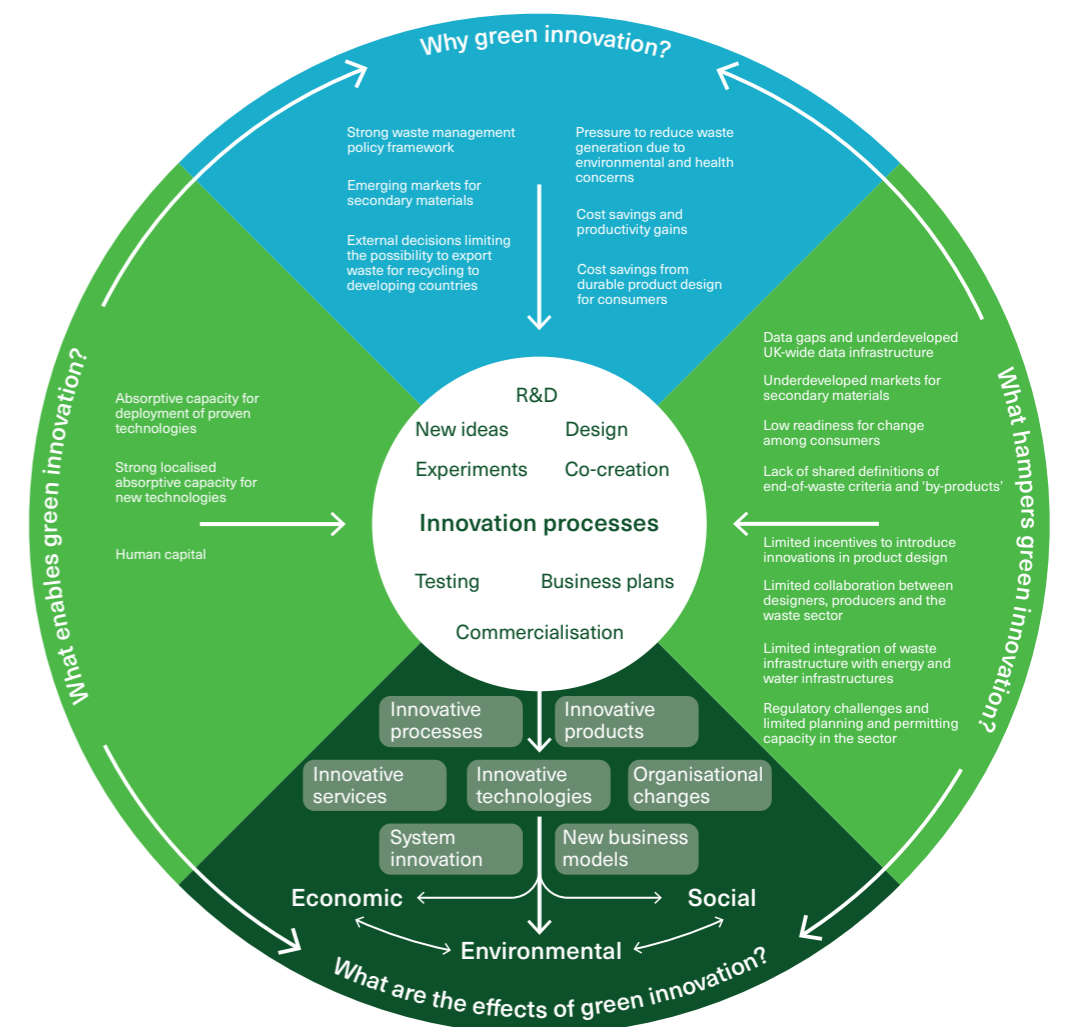 Why green innovation?
Strong waste management
policy framework
Emerging markets for
secondary materials
External decisions limiting
the possibility to export
waste for recycling to
developing countries
Pressure to reduce waste
generation due to
environmental and health
concerns
Cost savings and
productivity gains
Cost savings from
durable product design
for consumers
What enables green innovation?
Absorptive capacity for
deployment of proven
technologies
Strong localised
absorptive capacity for
new technologies
Human capital
R&D
New ideas
Design
Experiments
Co-creation
Innovation processes
Testing
Business plans
Commercialisation
What hampers green innovation?
Data gaps and underdeveloped
UK-wide data infrastructure
Underdeveloped markets for
secondary materials
Low readiness for change
among consumers
Lack of shared definitions of
end-of-waste criteria and 'by-products'
Limited incentives to introduce
innovations in product design
Limited collaboration between
designers, producers and the
waste sector
Limited integration of waste
infrastructure with energy and
water infrastructures
Regulatory challenges and
limited planning and permitting
capacity in the sector
Innovative
processes
Innovative
products
Innovative
services
Innovative
technologies
Organisational
changes
System
innovation
New business
models
Economic
Social
Environmental
What are the effects of green innovation?